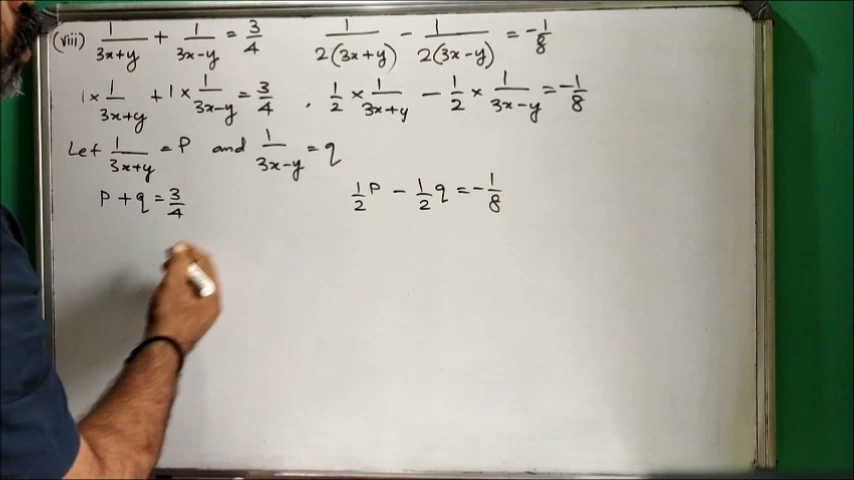 (viii) 1/(3x+y) + 1/(3x-y) = 3/4    1/(2(3x+y)) - 1/(2(3x-y)) = -1/8
1 × 1/(3x+y) + 1 × 1/(3x-y) = 3/4 , 1/2 × 1/(3x+y) - 1/2 × 1/(3x-y) = -1/8
Let 1/(3x+y) = P and 1/(3x-y) = q
P + q = 3/4    1/2 P - 1/2 q = -1/8